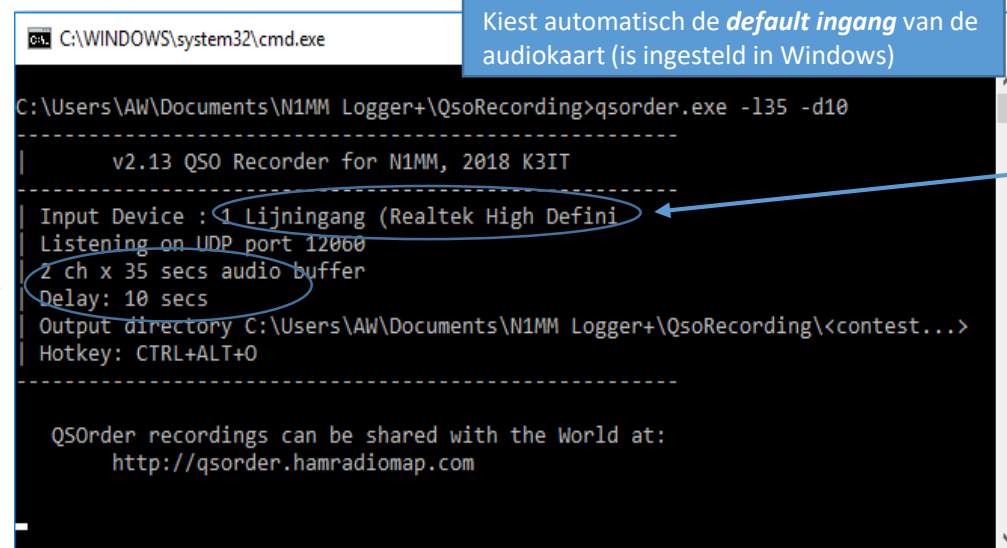 Kiest automatisch de default ingang van de
audiokaart (is ingesteld in Windows)
C:\WINDOWS\system32\cmd.exe
C:\Users\AW\Documents\N1MM Logger+\QsoRecording>qsorder.exe -l35 -d10
--------------------------------------------------------
|       v2.13 QSO Recorder for N1MM, 2018 K3IT
--------------------------------------------------------
| Input Device : 1 Lijningang (Realtek High Defini
| Listening on UDP port 12060
| 2 ch x 35 secs audio buffer
| Delay: 10 secs
| Output directory C:\Users\AW\Documents\N1MM Logger+\QsoRecording\<contest...>
| Hotkey: CTRL+ALT+O
--------------------------------------------------------
QSOrder recordings can be shared with the World at:
http://qsorder.hamradiomap.com